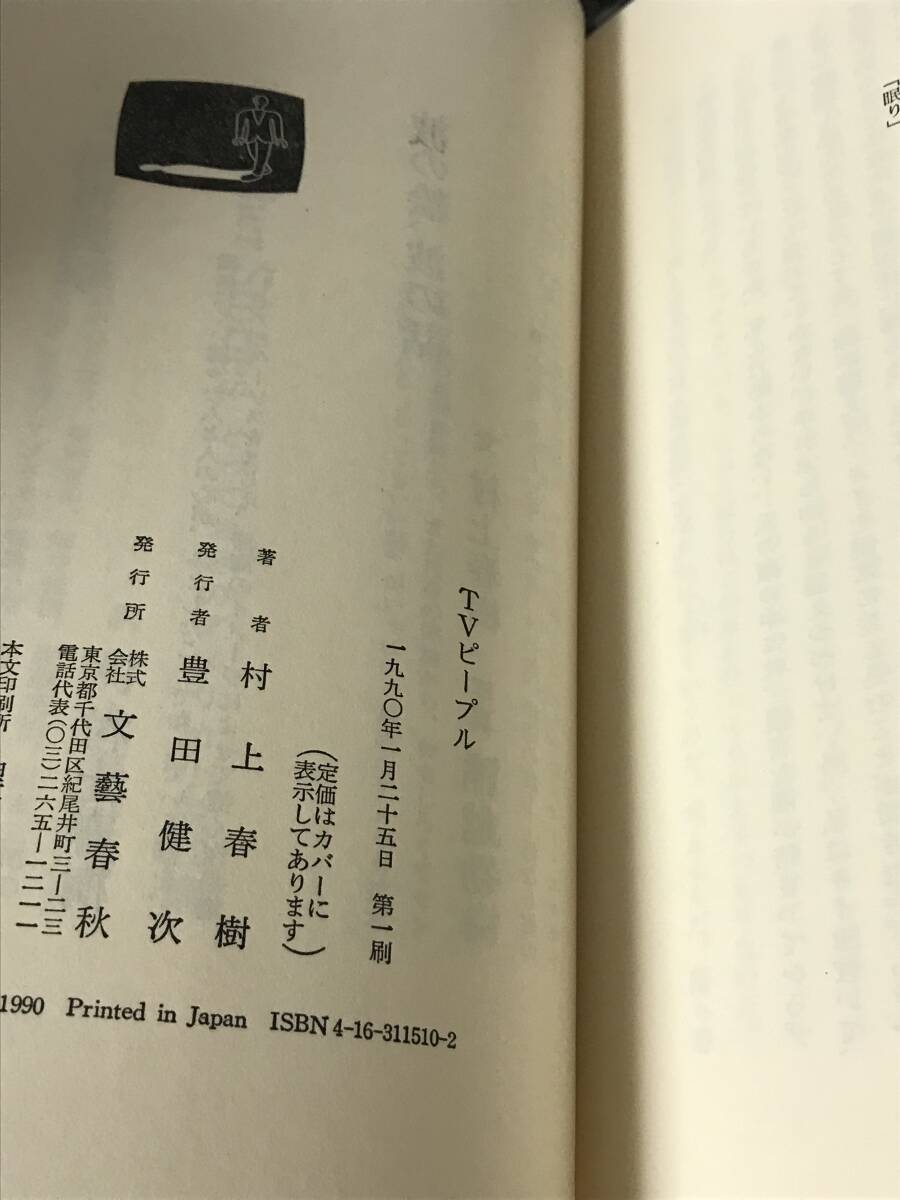 「眠り」
TVピープル
一九九〇年一月二十五日 第一刷
(定価はカバーに
表示してあります)
著者 村上春樹
発行者 豊田健次
発行所 株式会社 文藝春秋
東京都千代田区紀尾井町三―二三
電話代表(〇三)二六五―一二一一
本文印刷所
1990 Printed in Japan ISBN4-16-311510-2